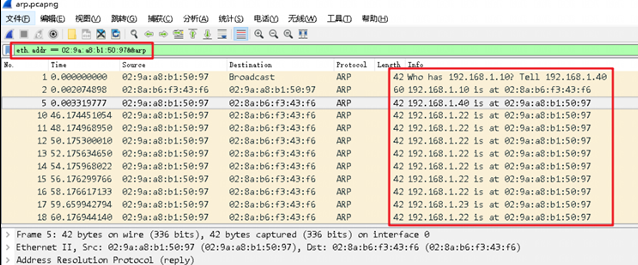 arp.pcapng
文件(F) 编辑(E) 视图(V) 跳转(G) 捕获(C) 分析(A) 统计(S) 电话(Y) 无线(W) 工具(T) 帮助(H)
eth.addr == 02:9a:a8:b1:50:97&&arp
No. Time Source Destination Protocol Length Info
1 0.000000000 02:9a:a8:b1:50:97 Broadcast ARP 42 Who has 192.168.1.10? Tell 192.168.1.40
2 0.002074898 02:8a:b6:f3:43:f6 02:9a:a8:b1:50:97 ARP 60 192.168.1.10 is at 02:8a:b6:f3:43:f6
5 0.003319777 02:9a:a8:b1:50:97 02:8a:b6:f3:43:f6 ARP 42 192.168.1.40 is at 02:9a:a8:b1:50:97
10 46.174451054 02:9a:a8:b1:50:97 02:8a:b6:f3:43:f6 ARP 42 192.168.1.22 is at 02:9a:a8:b1:50:97
11 48.174968950 02:9a:a8:b1:50:97 02:8a:b6:f3:43:f6 ARP 42 192.168.1.22 is at 02:9a:a8:b1:50:97
12 50.175300010 02:9a:a8:b1:50:97 02:8a:b6:f3:43:f6 ARP 42 192.168.1.22 is at 02:9a:a8:b1:50:97
13 52.175634650 02:9a:a8:b1:50:97 02:8a:b6:f3:43:f6 ARP 42 192.168.1.22 is at 02:9a:a8:b1:50:97
14 54.175968022 02:9a:a8:b1:50:97 02:8a:b6:f3:43:f6 ARP 42 192.168.1.22 is at 02:9a:a8:b1:50:97
15 56.176299766 02:9a:a8:b1:50:97 02:8a:b6:f3:43:f6 ARP 42 192.168.1.22 is at 02:9a:a8:b1:50:97
16 58.176617133 02:9a:a8:b1:50:97 02:8a:b6:f3:43:f6 ARP 42 192.168.1.23 is at 02:9a:a8:b1:50:97
17 59.659942794 02:9a:a8:b1:50:97 02:8a:b6:f3:43:f6 ARP 42 192.168.1.23 is at 02:9a:a8:b1:50:97
18 60.176944140 02:9a:a8:b1:50:97 02:8a:b6:f3:43:f6 ARP 42 192.168.1.22 is at 02:9a:a8:b1:50:97
Frame 5: 42 bytes on wire (336 bits), 42 bytes captured (336 bits) on interface 0
Ethernet II, Src: 02:9a:a8:b1:50:97 (02:9a:a8:b1:50:97), Dst: 02:8a:b6:f3:43:f6 (02:8a:b6:f3:43:f6)
Address Resolution Protocol (reply)